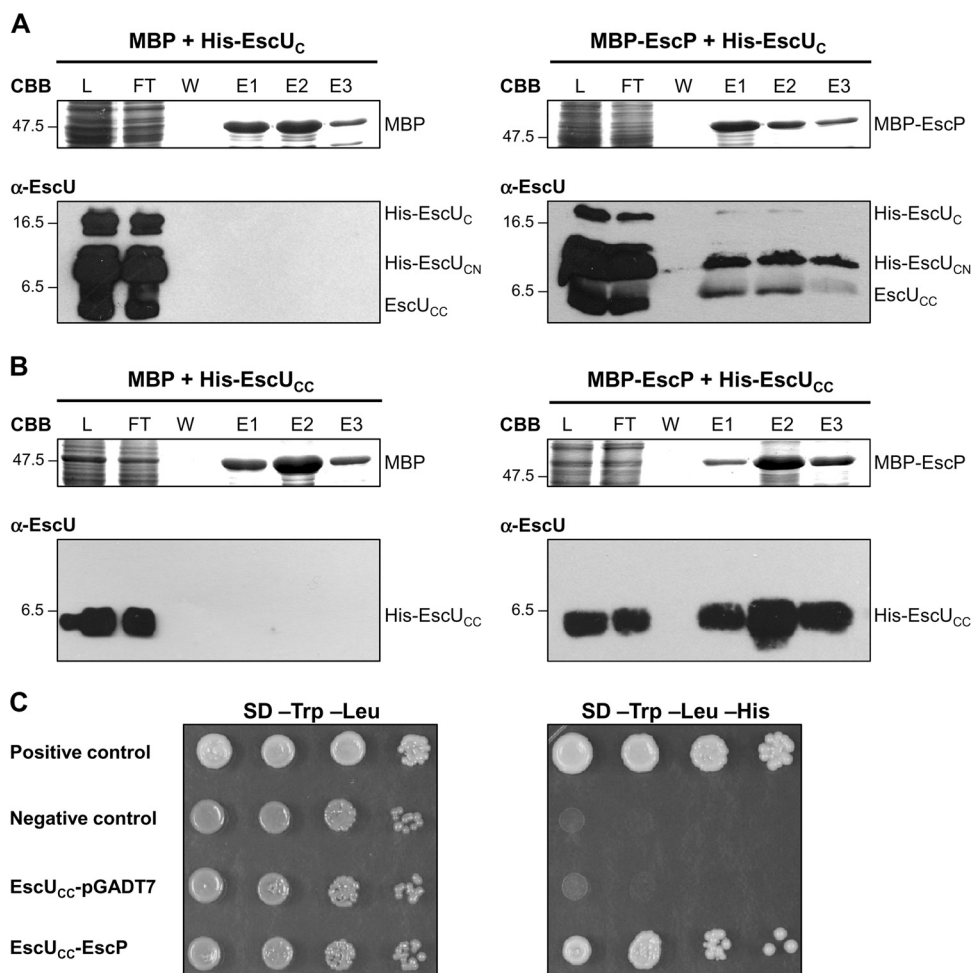 A
MBP + His-EscUC
CBB L FT W E1 E2 E3
47.5 MBP
α-EscU
16.5 His-EscUC
His-EscUCN
6.5 EscUCC
MBP-EscP + His-EscUC
CBB L FT W E1 E2 E3
47.5 MBP-EscP
α-EscU
16.5 His-EscUC
His-EscUCN
6.5 EscUCC
B
MBP + His-EscUCC
CBB L FT W E1 E2 E3
47.5 MBP
α-EscU
6.5 His-EscUCC
MBP-EscP + His-EscUCC
CBB L FT W E1 E2 E3
47.5 MBP-EscP
α-EscU
6.5 His-EscUCC
C
SD –Trp –Leu
SD –Trp –Leu –His
Positive control
Negative control
EscUCC-pGADT7
EscUCC-EscP